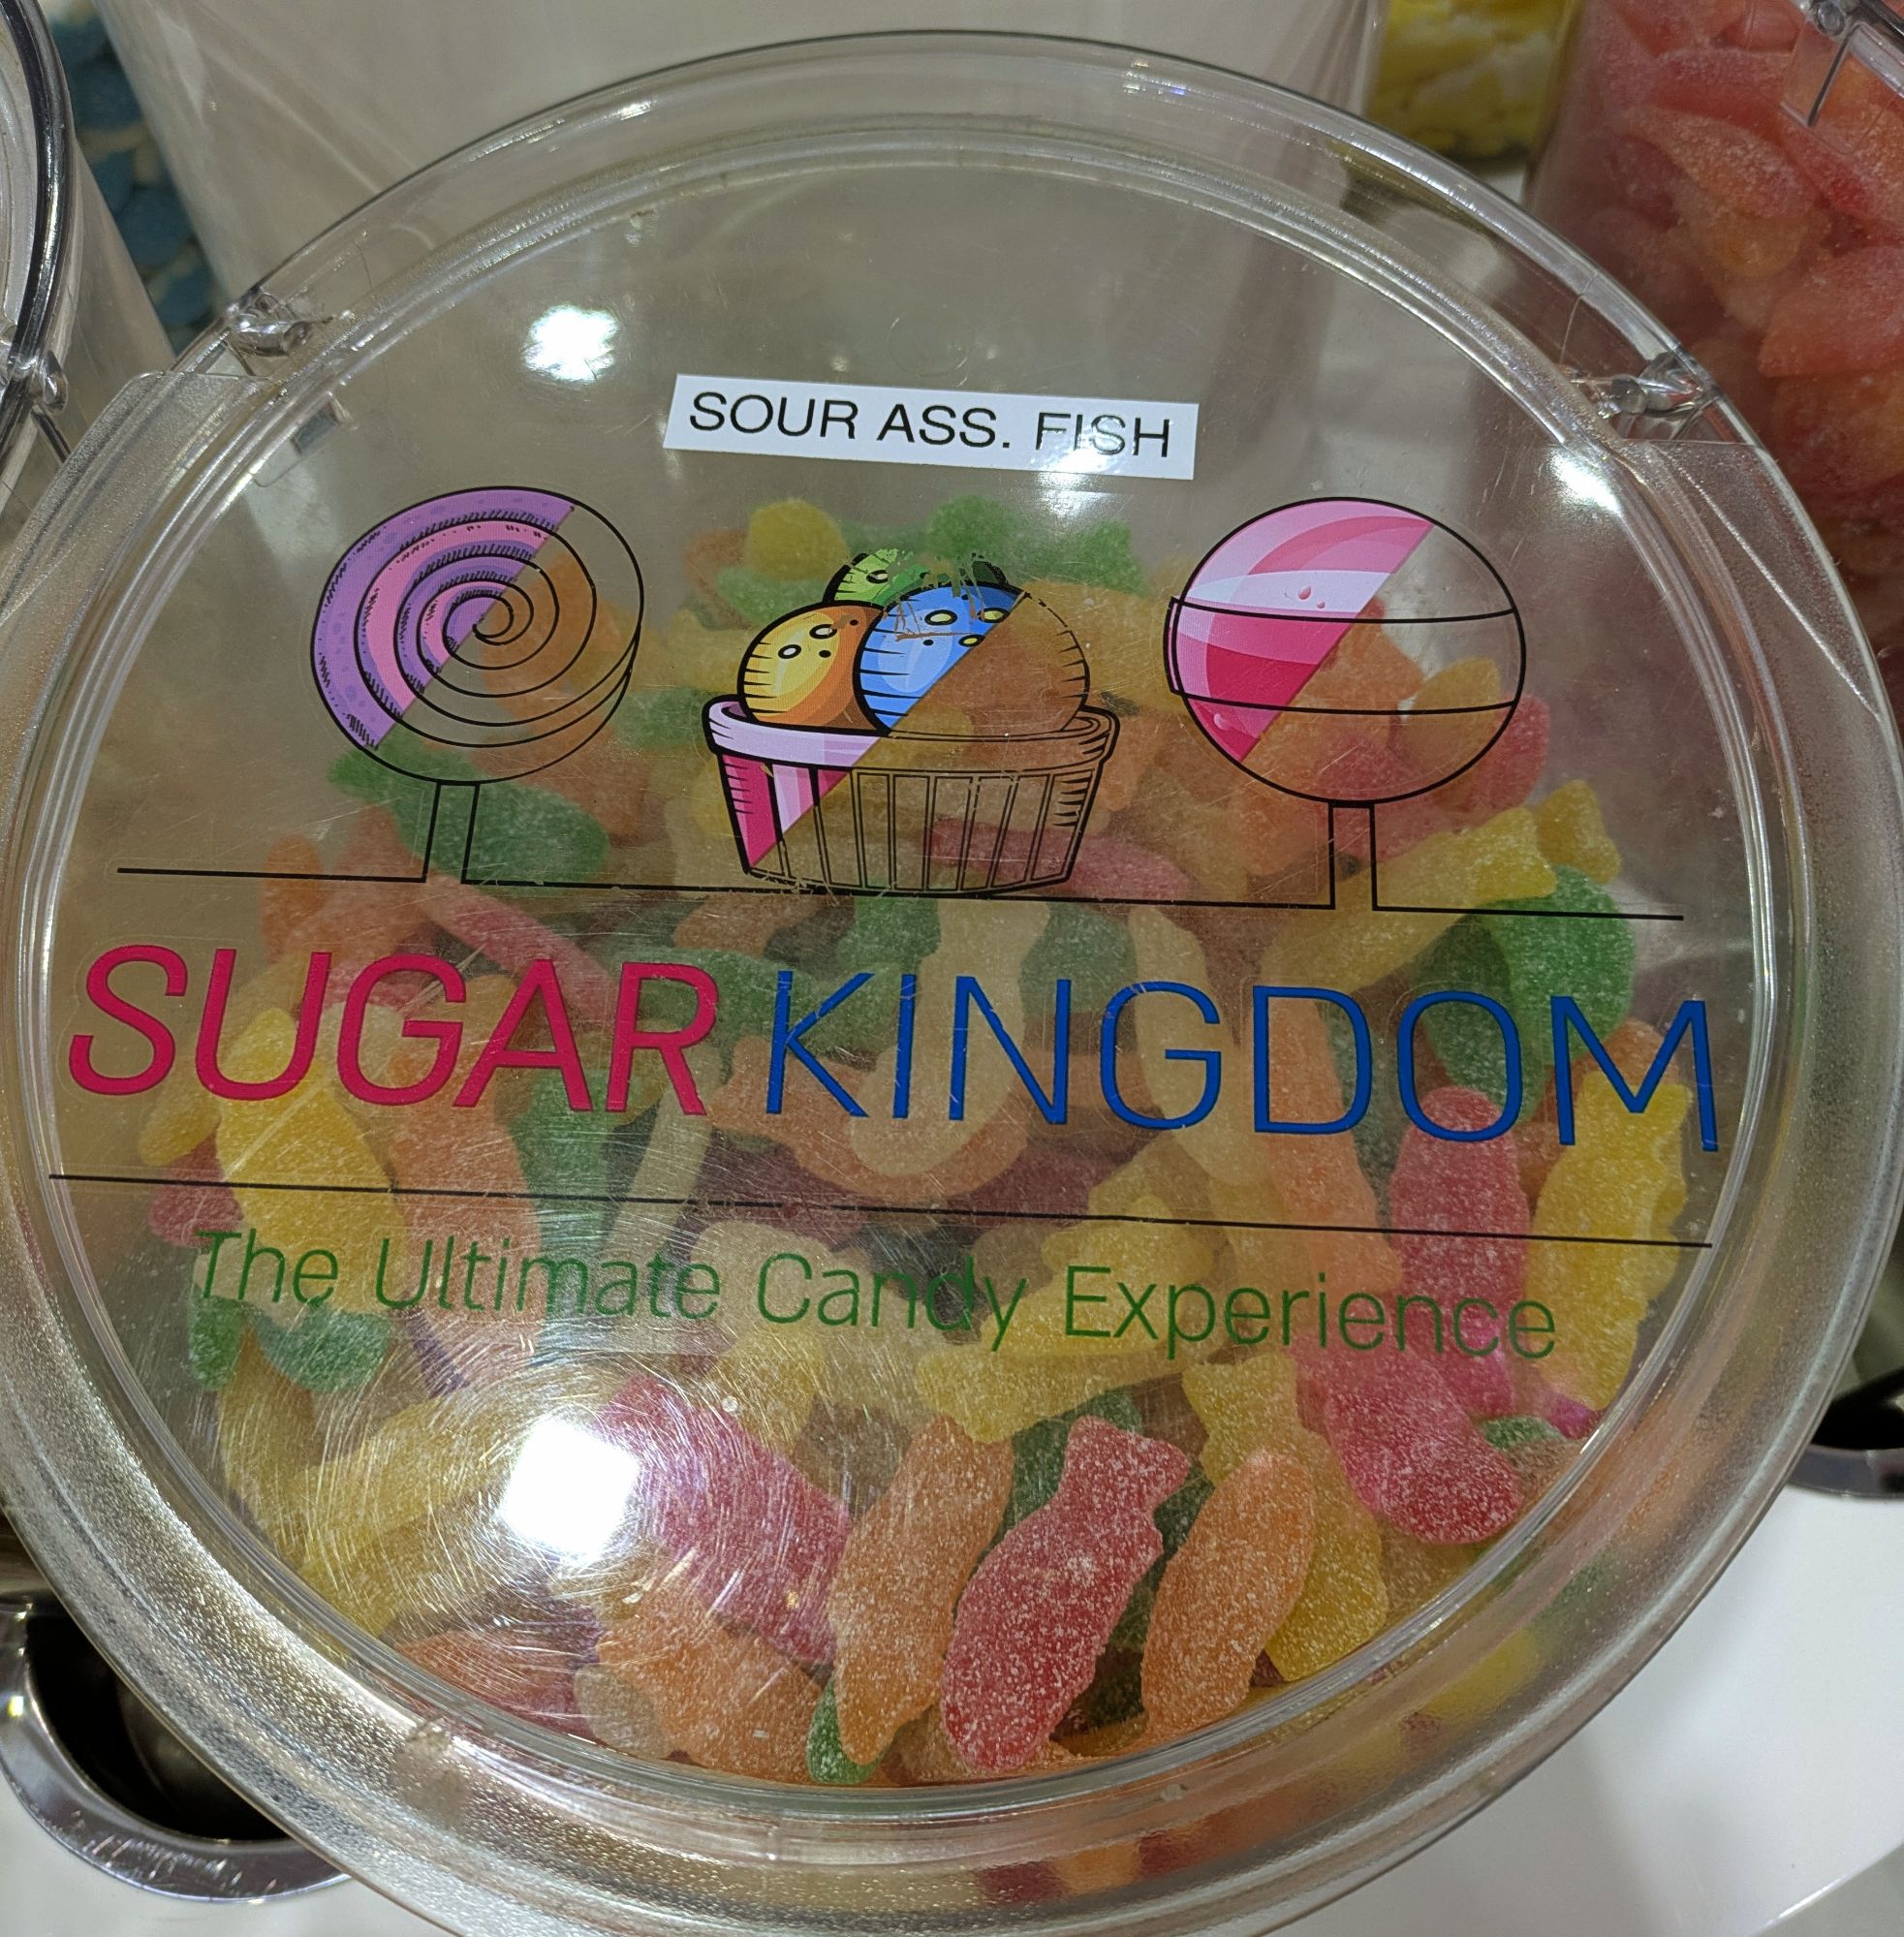 SOUR ASS. FISH
SUGAR KINGDOM
The Ultimate Candy Experience